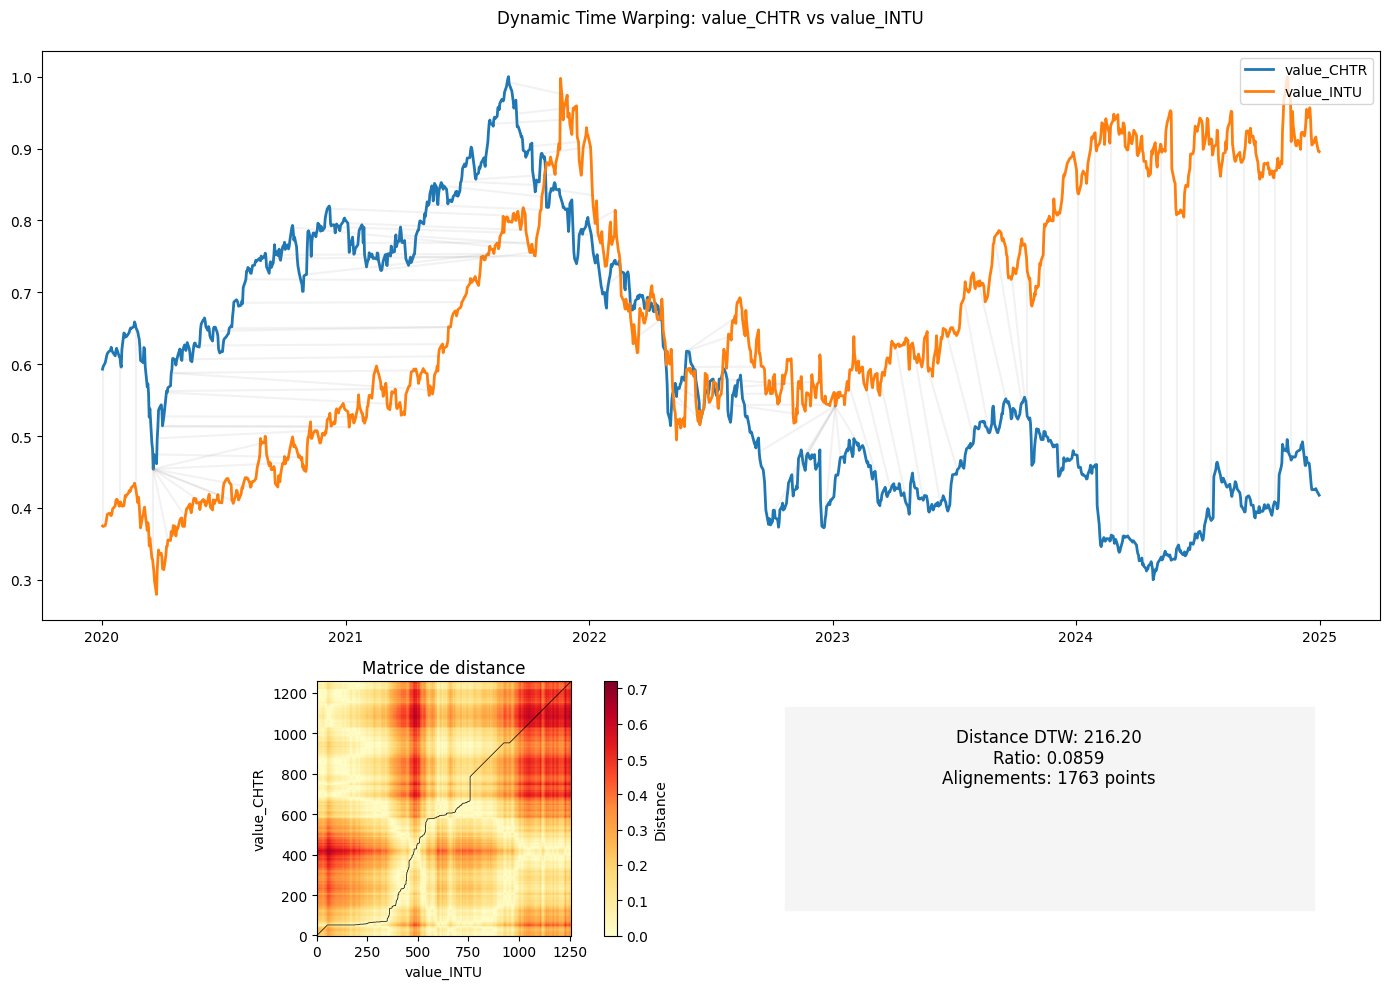 Dynamic Time Warping: value_CHTR vs value_INTU
value_CHTR
value_INTU
1.0
0.9
0.8
0.7
0.6
0.5
0.4
0.3
2020 2021 2022 2023 2024 2025
Matrice de distance
value_CHTR
1200
1000
800
600
400
200
0
0 250 500 750 1000 1250
value_INTU
0.7
0.6
0.5
0.4
0.3
0.2
0.1
0.0
Distance
Distance DTW: 216.20
Ratio: 0.0859
Alignements: 1763 points